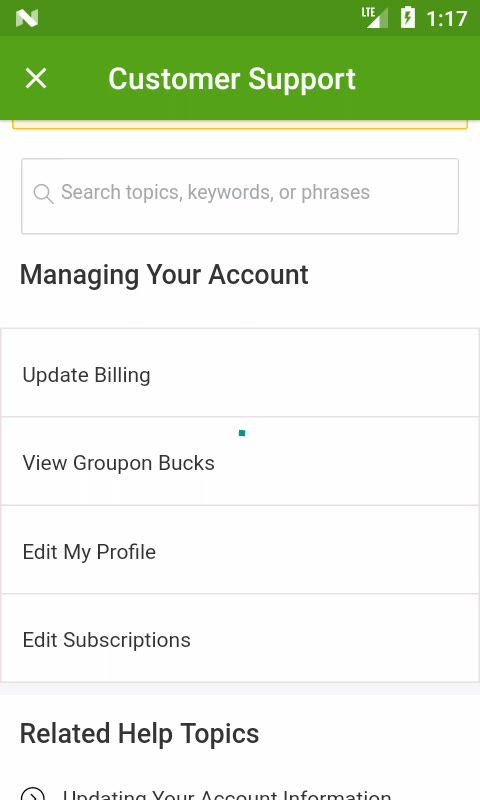 LTE 1:17
Customer Support
Search topics, keywords, or phrases
Managing Your Account
Update Billing
View Groupon Bucks
Edit My Profile
Edit Subscriptions
Related Help Topics
Updating Your Account Information